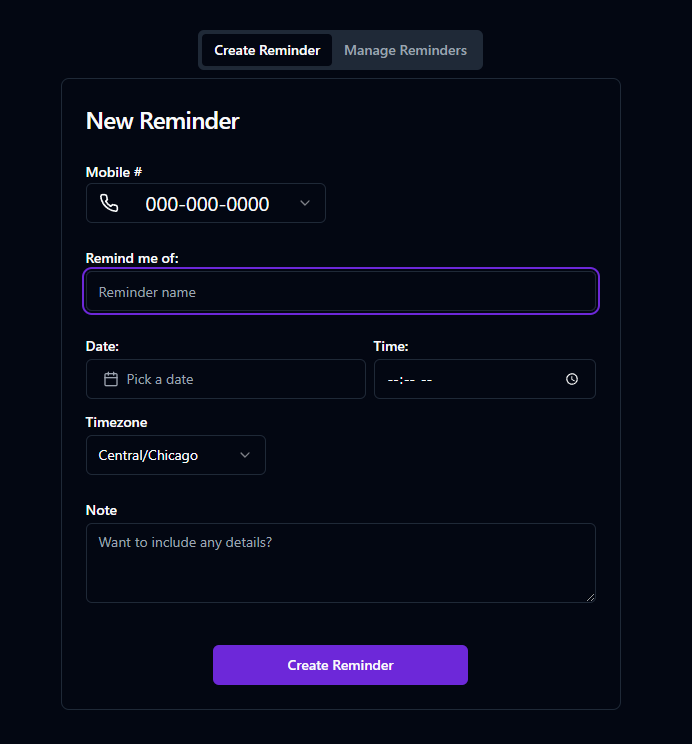 Create Reminder Manage Reminders
New Reminder
Mobile #
000-000-0000
Remind me of:
Reminder name
Date: Time:
Pick a date --:-- --
Timezone
Central/Chicago
Note
Want to include any details?
Create Reminder